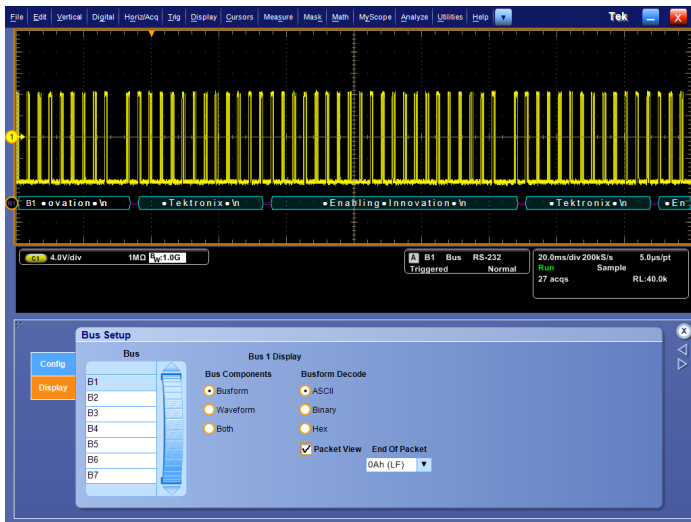 File Edit Vertical Digital Horiz/Acq Trig Display Cursors Measure Mask Math MyScope Analyze Utilities Help Tek X
1
B1 B1 ▪ovation▪\n ▪Tektronix▪\n ▪Enabling▪Innovation▪\n ▪Tektronix▪\n ▪En
C1 4.0V/div 1MΩ BW:1.0G
A B1 Bus RS-232
Triggered Normal
20.0ms/div 200kS/s 5.0µs/pt
Run Sample
27 acqs RL:40.0k
Bus Setup X
Config
Display
Bus
B1
B2
B3
B4
B5
B6
B7
Bus 1 Display
Bus Components
Busform
Waveform
Both
Busform Decode
ASCII
Binary
Hex
Packet View
End Of Packet
0Ah (LF)